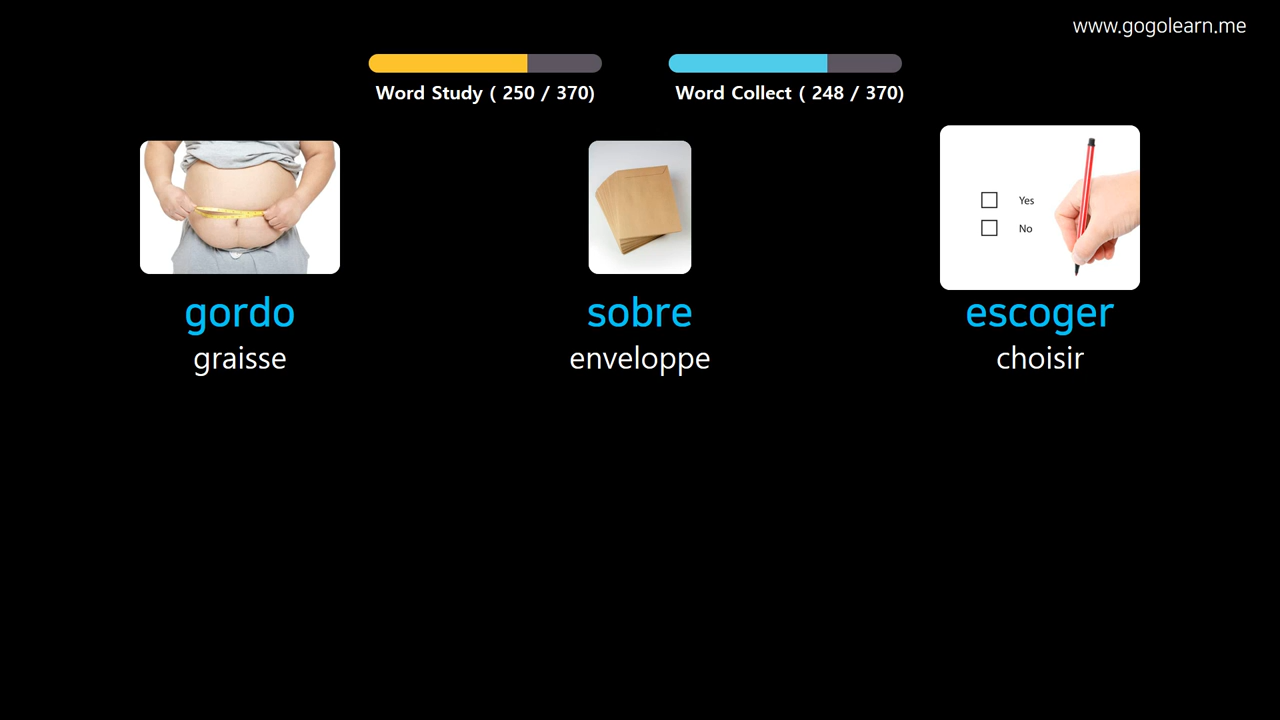 www.gogolearn.me
Word Study ( 250 / 370)
Word Collect ( 248 / 370)
Yes
No
gordo
sobre
escoger
graisse
enveloppe
choisir